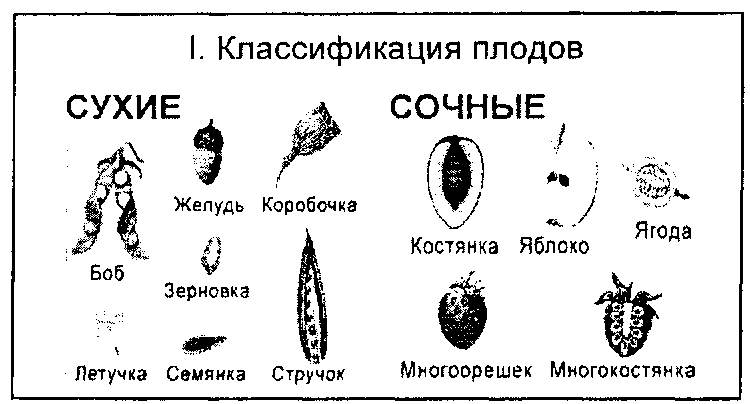 I. Классификация плодов
СУХИЕ
Желудь
Коробочка
Боб
Зерновка
Летучка
Семянка
Стручок
СОЧНЫЕ
Костянка
Яблоко
Ягода
Многоорешек
Многокостянка